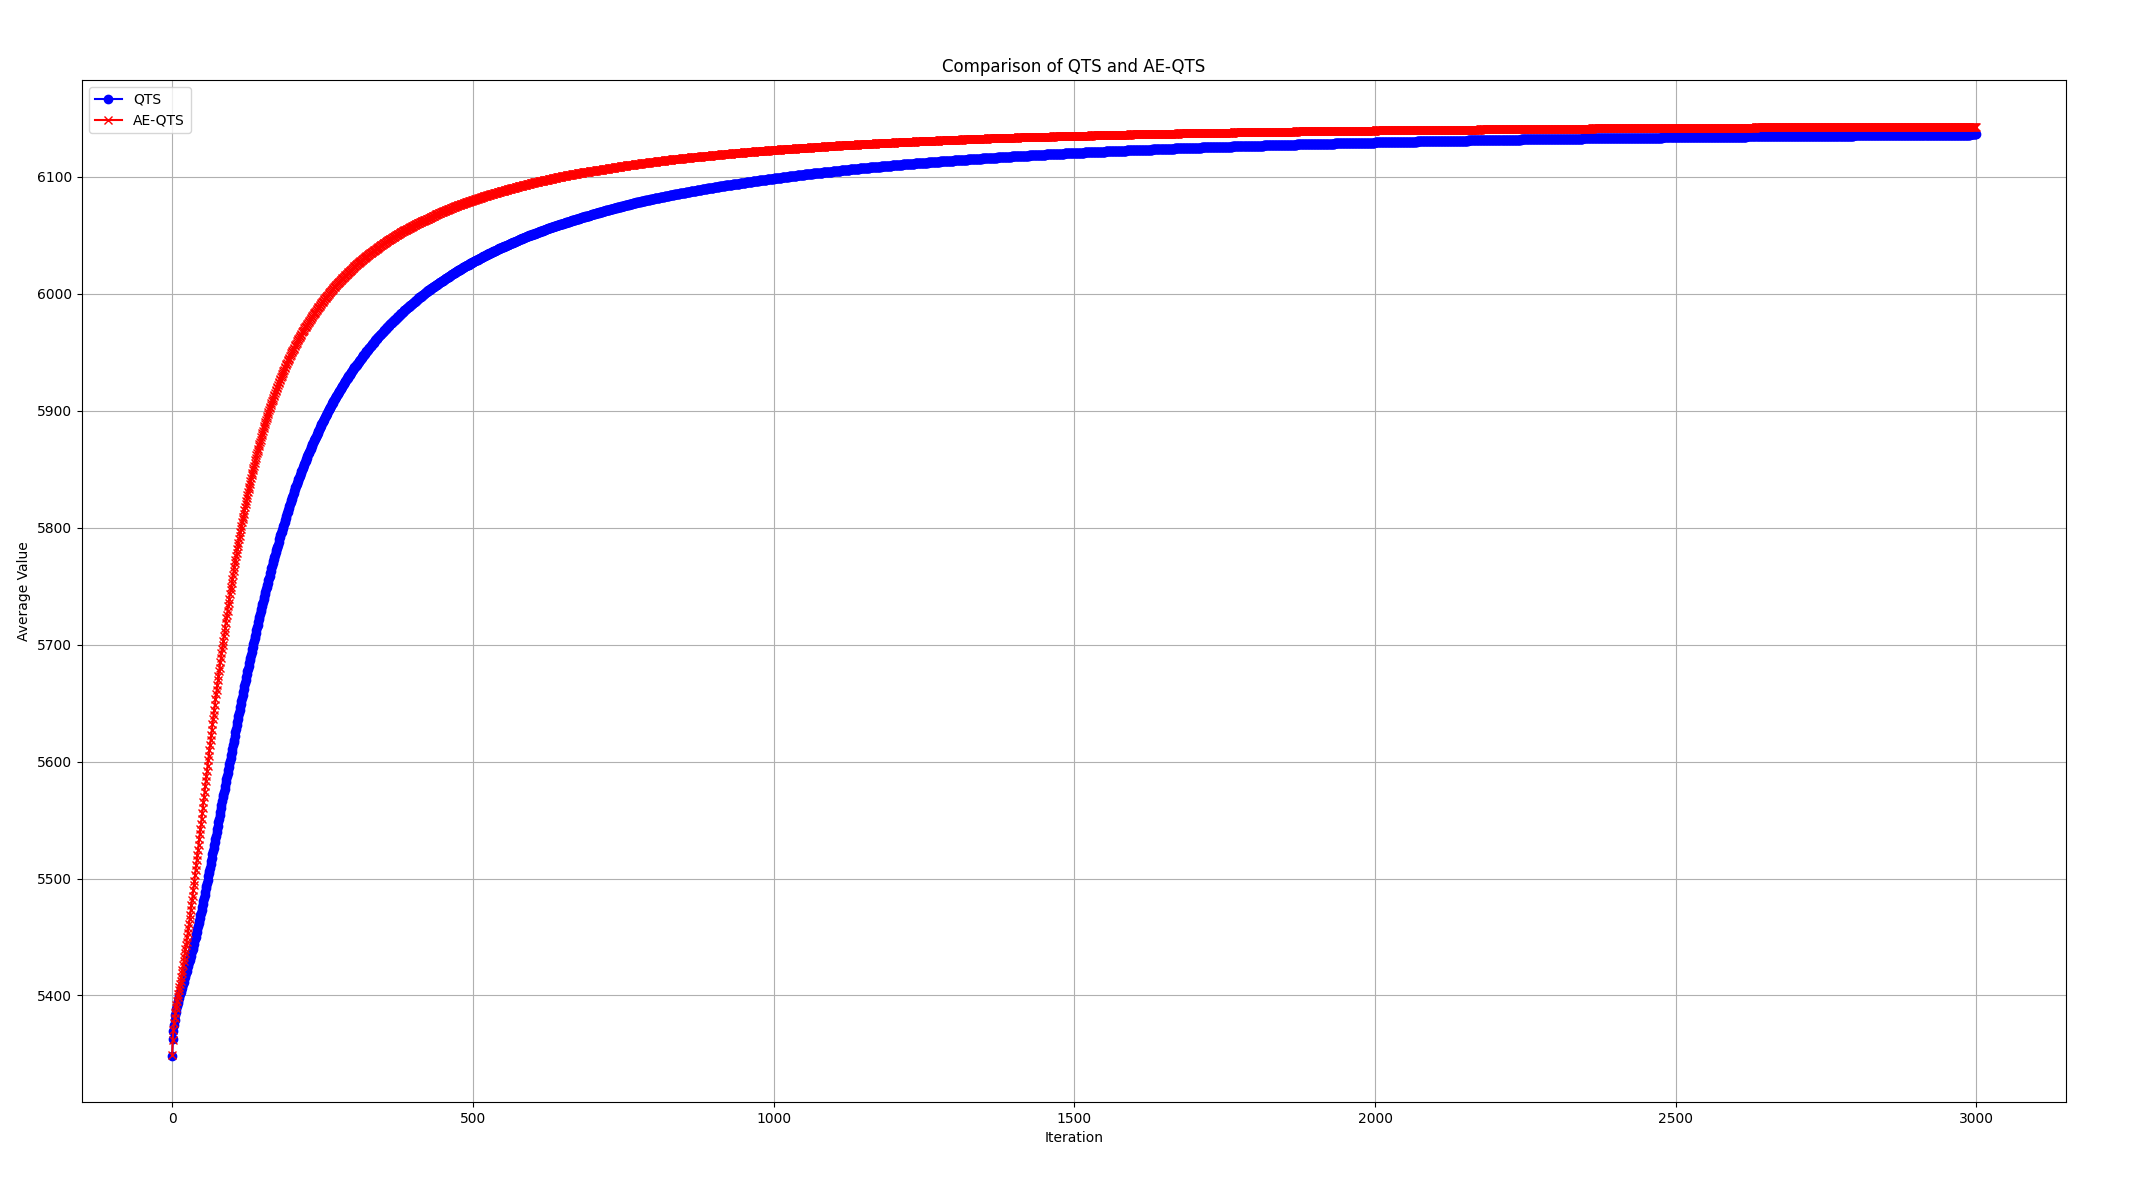 Comparison of QTS and AE-QTS
QTS
AE-QTS
Average Value
6100
6000
5900
5800
5700
5600
5500
5400
0 500 1000 1500 2000 2500 3000
Iteration